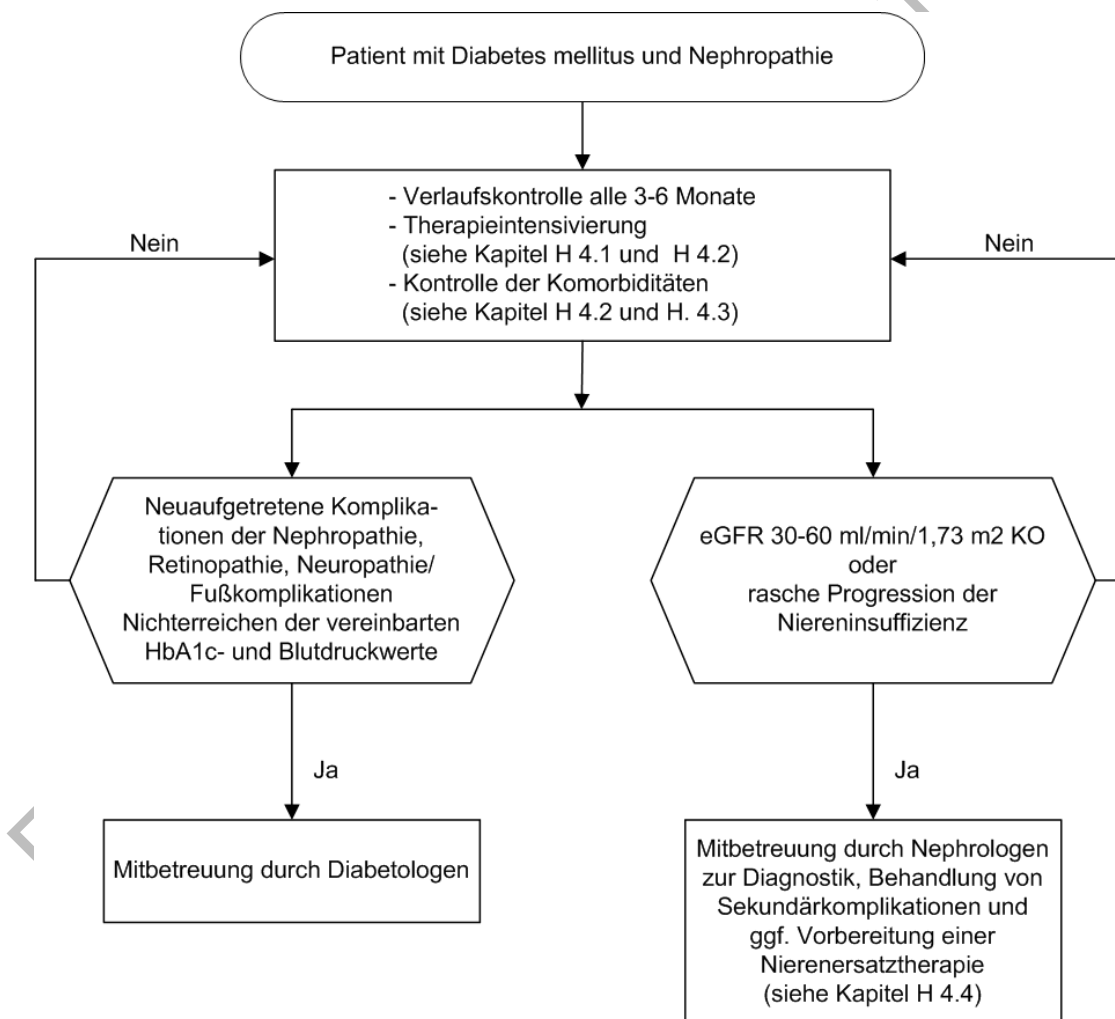 Patient mit Diabetes mellitus und Nephropathie
- Verlaufskontrolle alle 3-6 Monate
- Therapieintensivierung
(siehe Kapitel H 4.1 und H 4.2)
- Kontrolle der Komorbiditäten
(siehe Kapitel H 4.2 und H. 4.3)
Nein
Nein
Neuaufgetretene Komplika-
tionen der Nephropathie,
Retinopathie, Neuropathie/
Fußkomplikationen
Nichterreichen der vereinbarten
HbA1c- und Blutdruckwerte
eGFR 30-60 ml/min/1,73 m2 KO
oder
rasche Progression der
Niereninsuffizienz
Ja
Ja
Mitbetreuung durch Diabetologen
Mitbetreuung durch Nephrologen
zur Diagnostik, Behandlung von
Sekundärkomplikationen und
ggf. Vorbereitung einer
Nierenersatztherapie
(siehe Kapitel H 4.4)